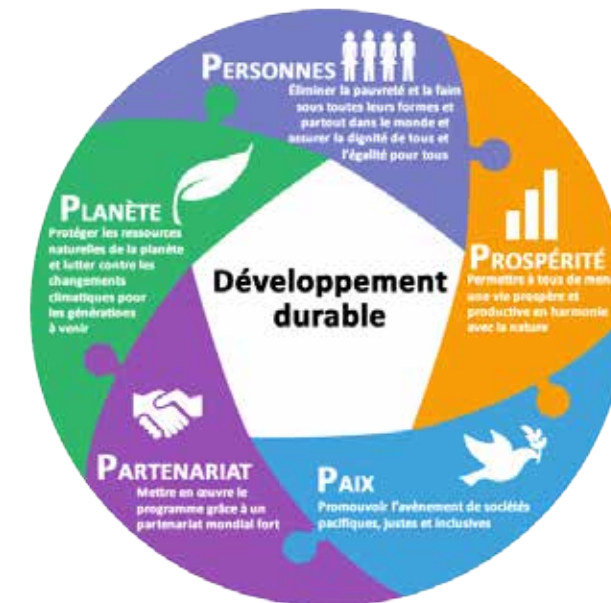 PERSONNES
Éliminer la pauvreté et la faim
sous toutes leurs formes et
partout dans le monde et
assurer la dignité de tous et
l'égalité pour tous
PROSPÉRITÉ
Permettre à tous de
une vie prospère et
productive en harmonie
avec la nature
PAIX
Promouvoir l'avènement de sociétés
pacifiques, justes et inclusives
PARTENARIAT
Mettre en œuvre le
programme grâce à un
partenariat mondial fort
PLANÈTE
Protéger les ressources
naturelles de la planète
et lutter contre les
changements
climatiques pour
les générations
à venir
Développement
durable